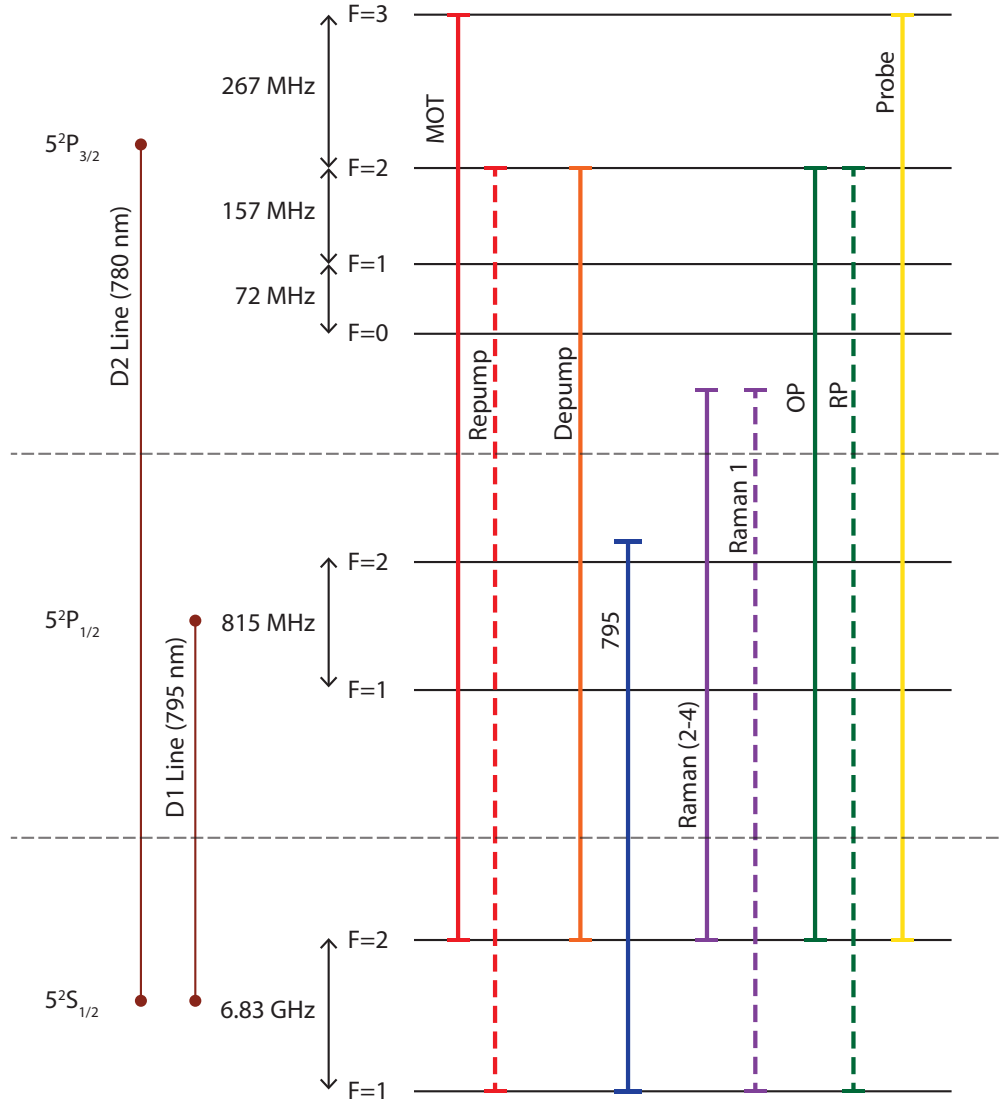 F=3
267 MHz
MOT
Probe
5²P₃/₂
F=2
157 MHz
F=1
72 MHz
F=0
D2 Line (780 nm)
Repump
Depump
OP
RP
Raman 1
F=2
5²P₁/₂
815 MHz
795
F=1
D1 Line (795 nm)
Raman (2-4)
F=2
5²S₁/₂
6.83 GHz
F=1